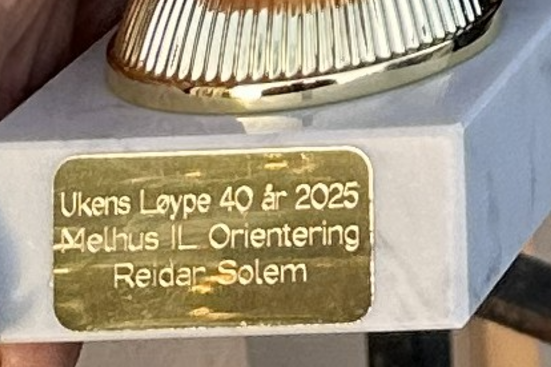 Ukens Løype 40 år 2025
Melhus IL Orientering
Reidar Solem